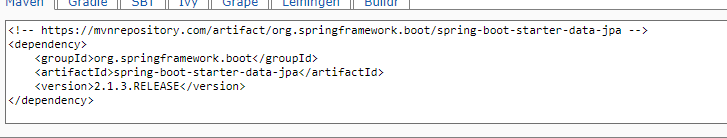 Maven Gradle SBT Ivy Grape Leiningen Buildr
<!-- https://mvnrepository.com/artifact/org.springframework.boot/spring-boot-starter-data-jpa -->
<dependency>
    <groupId>org.springframework.boot</groupId>
    <artifactId>spring-boot-starter-data-jpa</artifactId>
    <version>2.1.3.RELEASE</version>
</dependency>